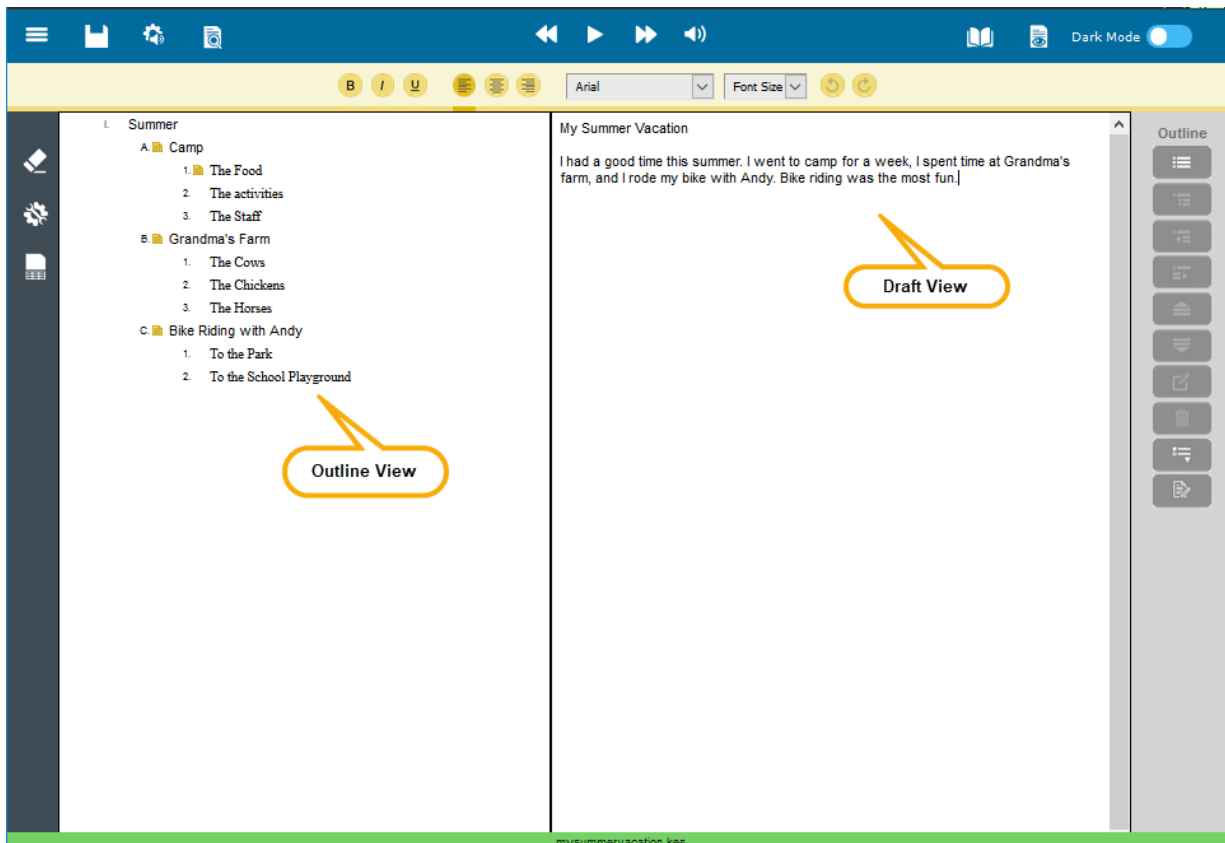 Dark Mode
B I U Arial Font Size
I. Summer
A. Camp
1. The Food
2. The activities
3. The Staff
B. Grandma's Farm
1. The Cows
2. The Chickens
3. The Horses
C. Bike Riding with Andy
1. To the Park
2. To the School Playground
Outline View
My Summer Vacation
I had a good time this summer. I went to camp for a week, I spent time at Grandma's
farm, and I rode my bike with Andy. Bike riding was the most fun.
Draft View
Outline
mysummervacation.kes